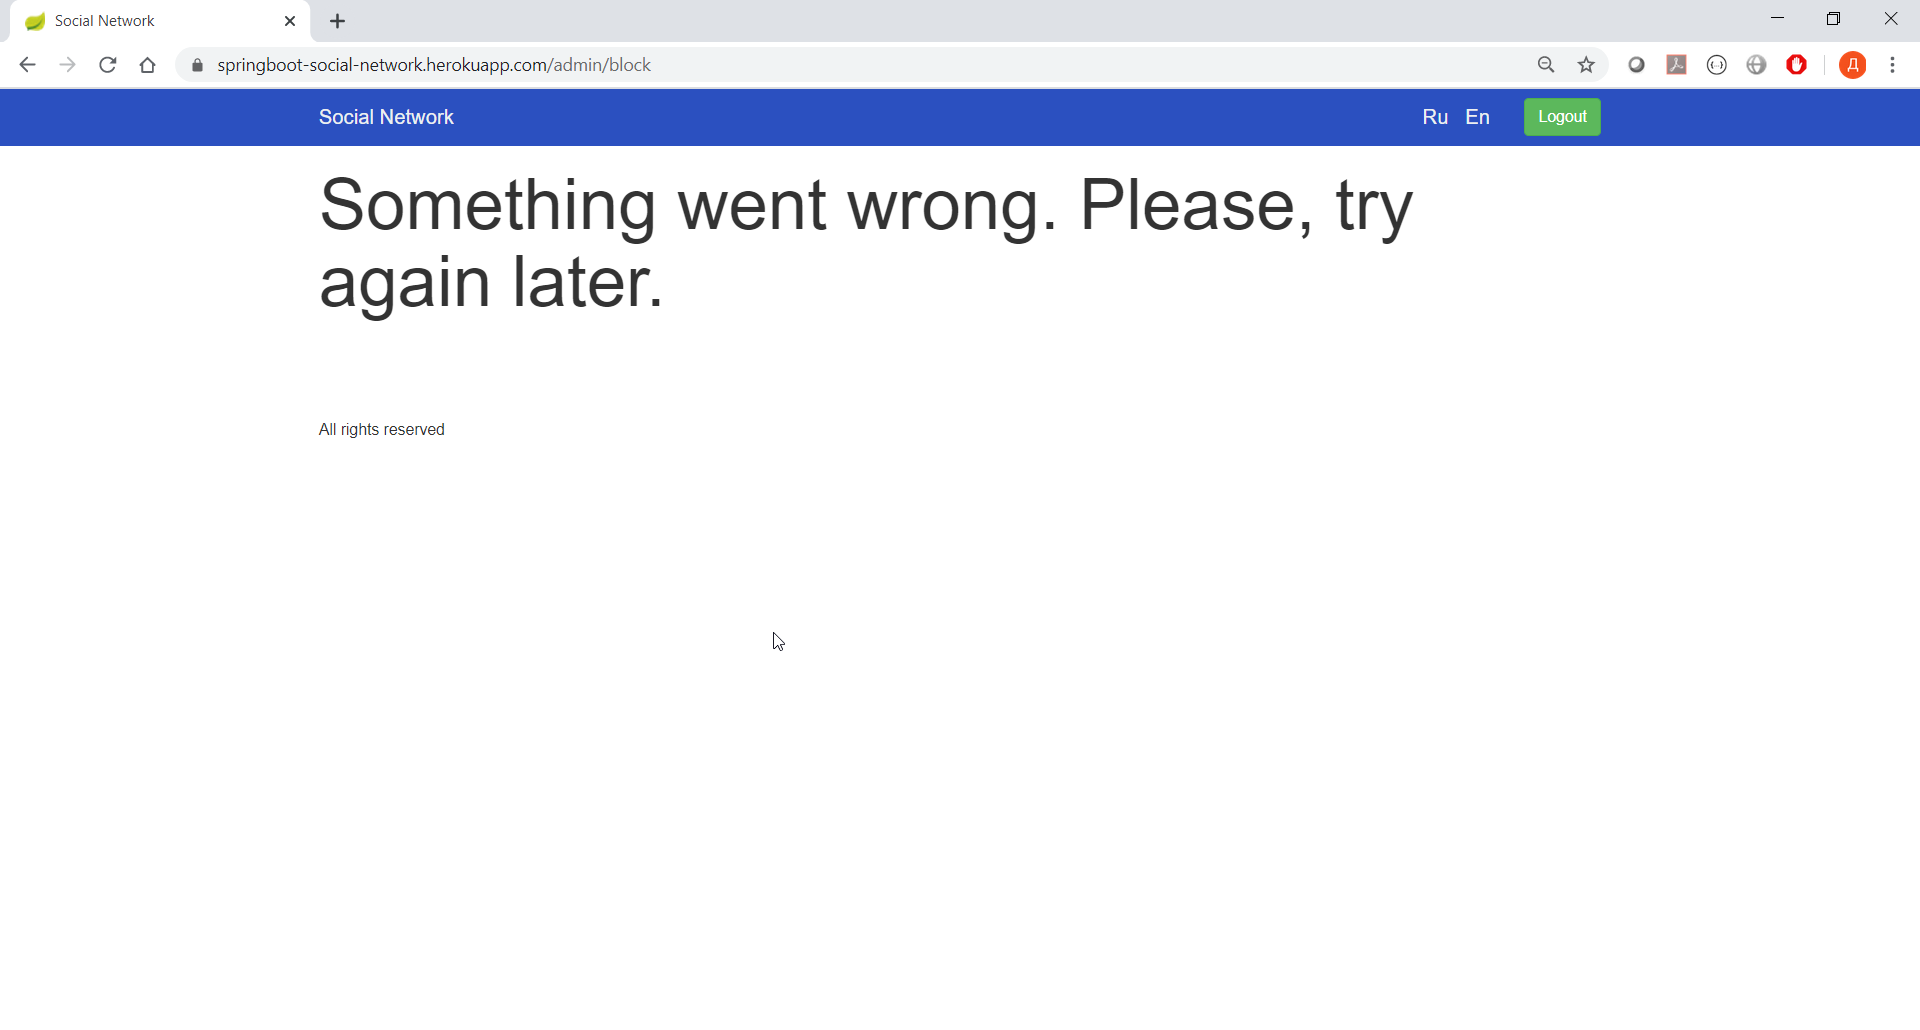 Social Network
springboot-social-network.herokuapp.com/admin/block
Д
Social Network
Ru En Logout
Something went wrong. Please, try
again later.
All rights reserved